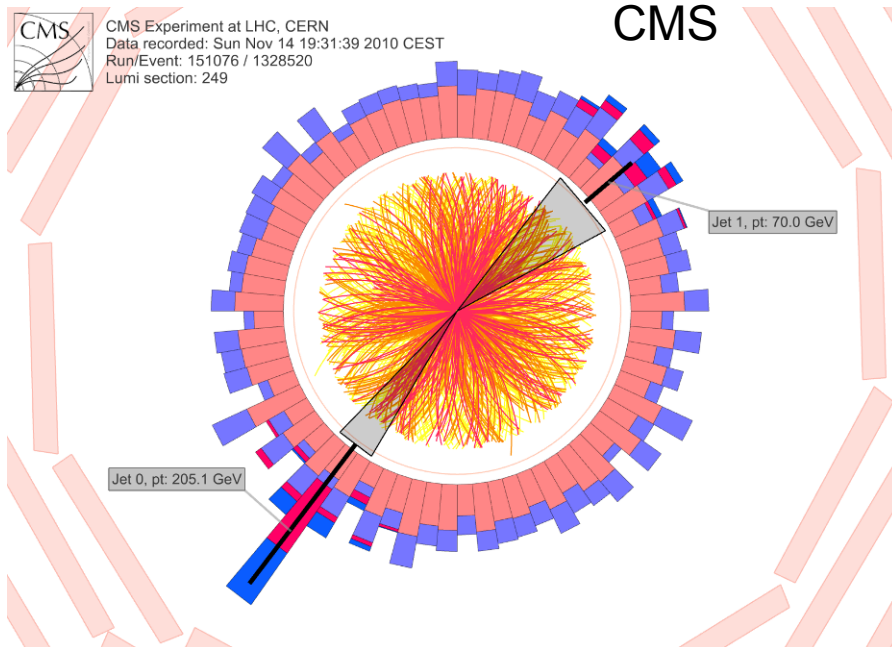 CMS
CMS Experiment at LHC, CERN
Data recorded: Sun Nov 14 19:31:39 2010 CEST
Run/Event: 151076 / 1328520
Lumi section: 249
CMS
Jet 1, pt: 70.0 GeV
Jet 0, pt: 205.1 GeV